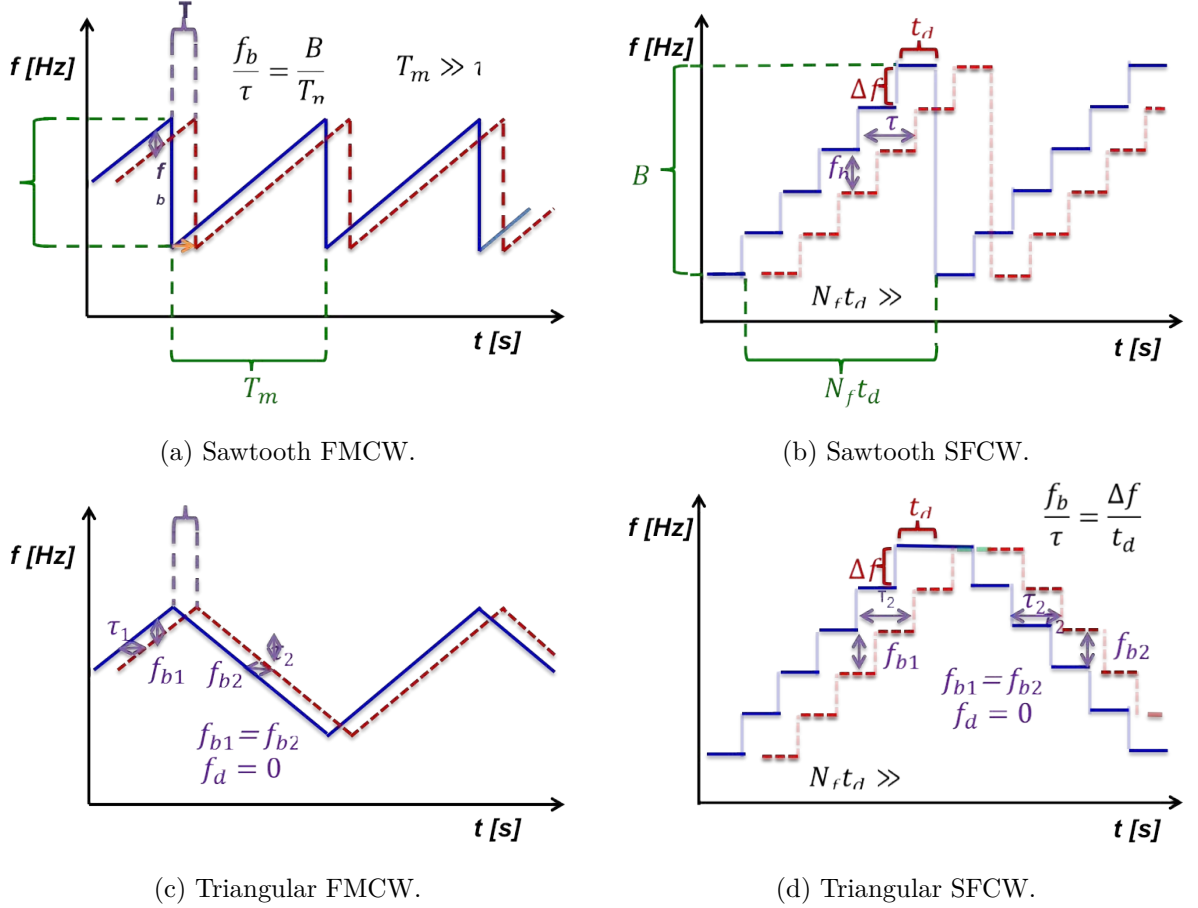 T
f [Hz]
f_b / τ = B / T_n
T_m ≫ τ
f
b
t [s]
T_m
(a) Sawtooth FMCW.
t_d
f [Hz]
Δf
τ
f_b
B
N_f t_d ≫
t [s]
N_f t_d
(b) Sawtooth SFCW.
f [Hz]
τ_1
f_b1
f_b2
τ_2
f_b1 = f_b2
f_d = 0
t [s]
(c) Triangular FMCW.
t_d
f_b / τ = Δf / t_d
f [Hz]
Δf
τ_2
τ_2
f_b1
f_b2
f_b1 = f_b2
f_d = 0
N_f t_d ≫
t [s]
(d) Triangular SFCW.